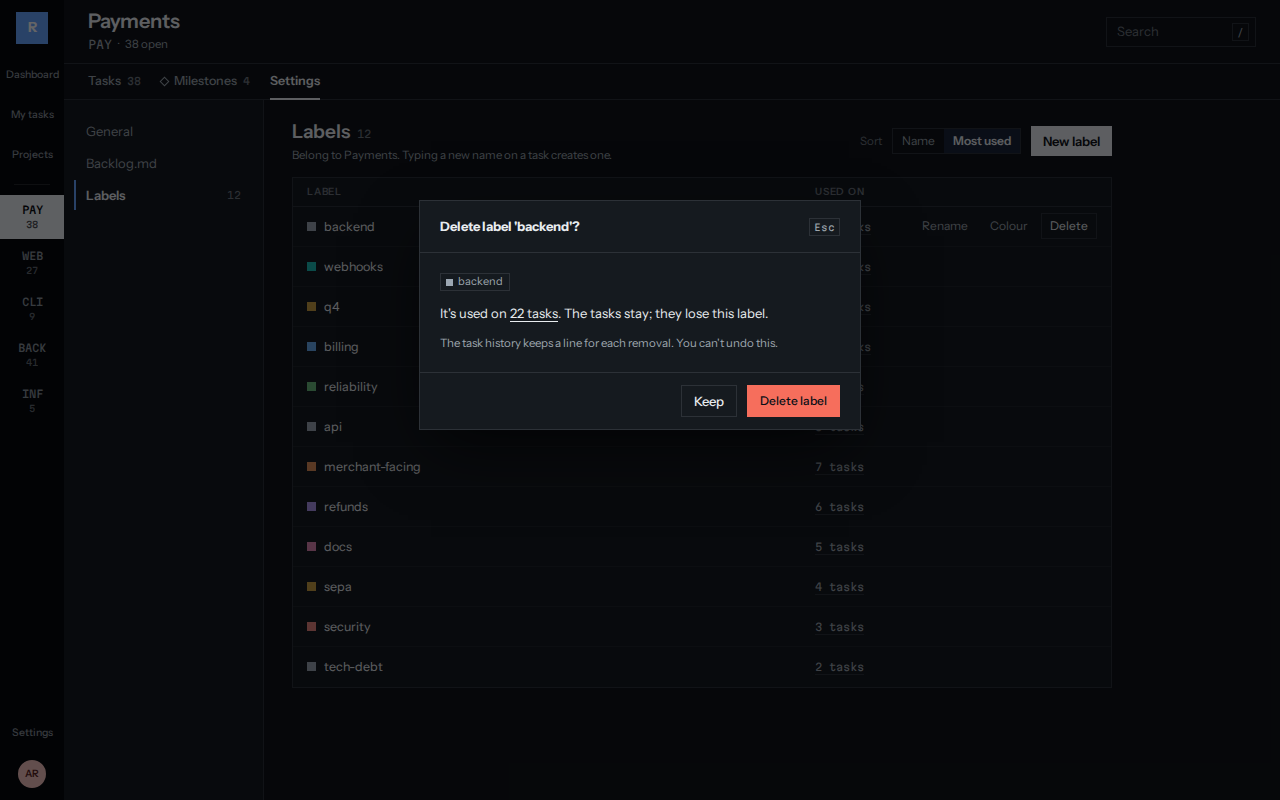 R
Dashboard
My tasks
Projects
PAY
38
WEB
27
CLI
9
BACK
41
INF
5
Settings
AR
Payments
PAY · 38 open
Search /
Tasks 38 Milestones 4 Settings
General
Backlog.md
Labels 12
Labels 12
Belong to Payments. Typing a new name on a task creates one.
Sort Name Most used New label
LABEL USED ON
backend Rename Colour Delete
webhooks
q4
billing
reliability
api
merchant-facing 7 tasks
refunds 6 tasks
docs 5 tasks
sepa 4 tasks
security 3 tasks
tech-debt 2 tasks
Delete label 'backend'? Esc
backend
It's used on 22 tasks. The tasks stay; they lose this label.
The task history keeps a line for each removal. You can't undo this.
Keep Delete label